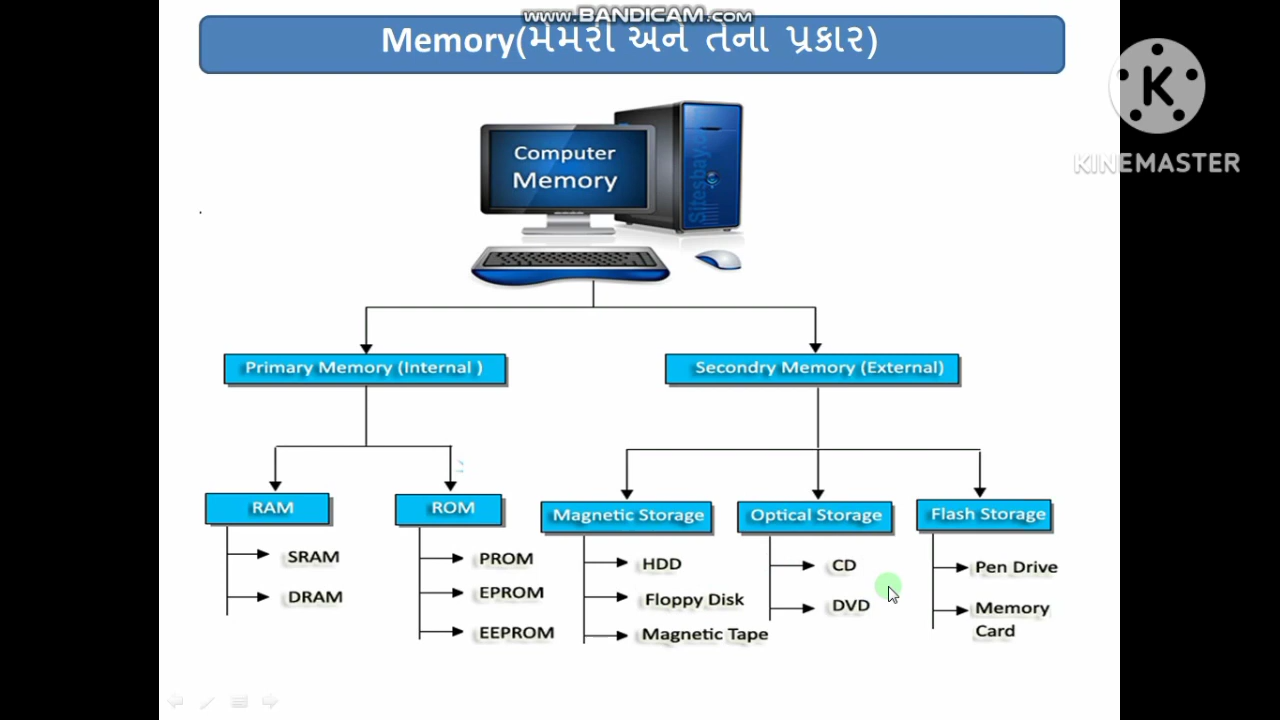 www.BANDICAM.com
Memory(મેમરી અને તેના પ્રકાર)
KINEMASTER
Computer
Memory
Sitesbay.c
Primary Memory (Internal )
Secondry Memory (External)
RAM
SRAM
DRAM
ROM
PROM
EPROM
EEPROM
Magnetic Storage
HDD
Floppy Disk
Magnetic Tape
Optical Storage
CD
DVD
Flash Storage
Pen Drive
Memory
Card